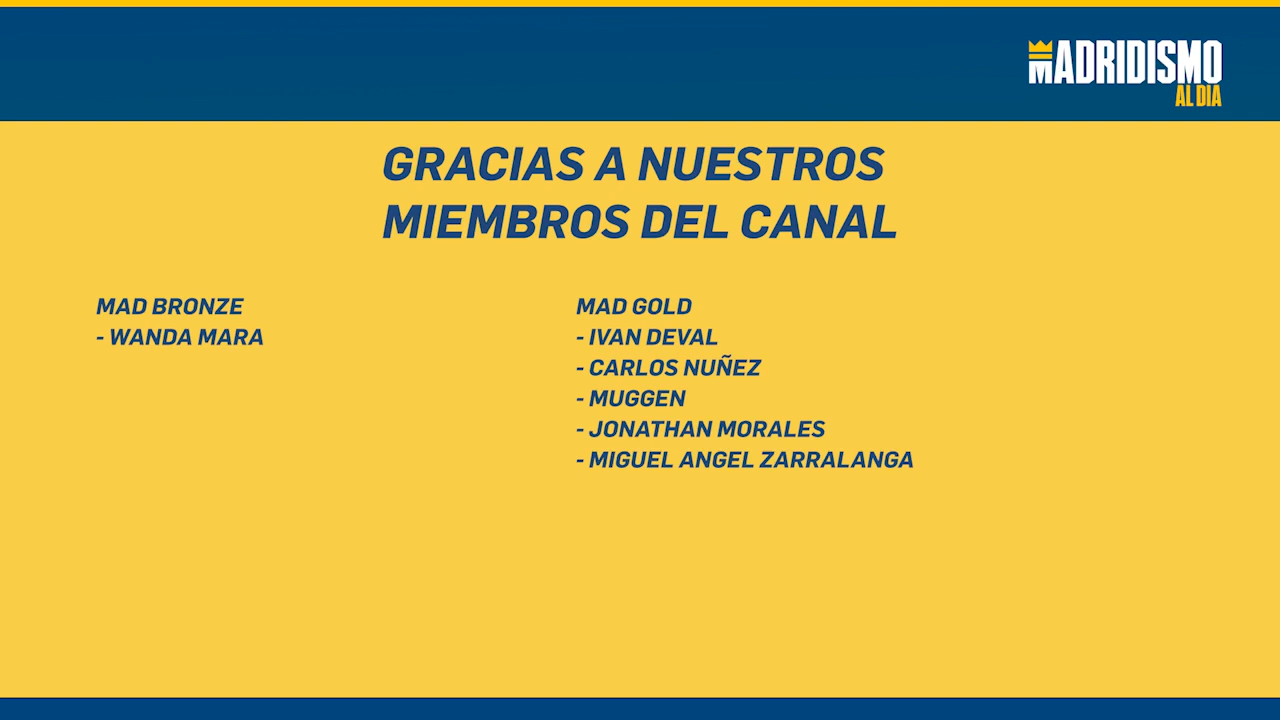 MADRIDISMO
AL DIA
GRACIAS A NUESTROS
MIEMBROS DEL CANAL
MAD BRONZE
- WANDA MARA
MAD GOLD
- IVAN DEVAL
- CARLOS NUÑEZ
- MUGGEN
- JONATHAN MORALES
- MIGUEL ANGEL ZARRALANGA